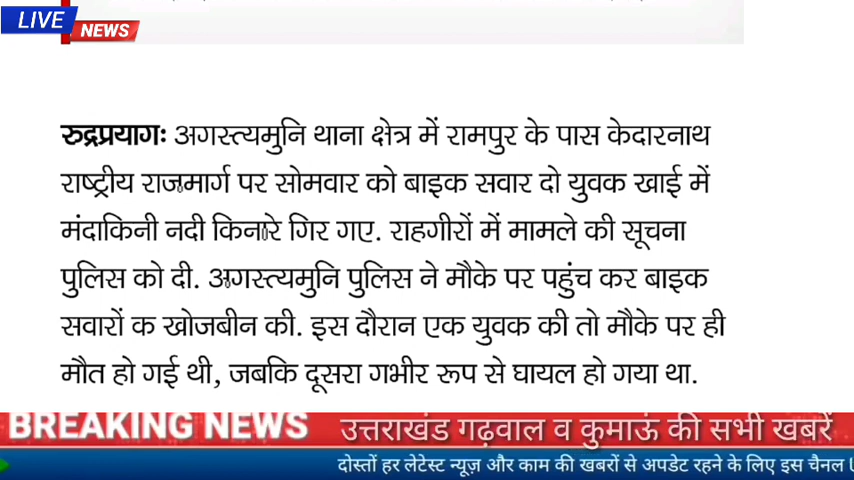 LIVE
NEWS
रुद्रप्रयागः अगस्त्यमुनि थाना क्षेत्र में रामपुर के पास केदारनाथ
राष्ट्रीय राजमार्ग पर सोमवार को बाइक सवार दो युवक खाई में
मंदाकिनी नदी किनारे गिर गए. राहगीरों में मामले की सूचना
पुलिस को दी. अगस्त्यमुनि पुलिस ने मौके पर पहुंच कर बाइक
सवारों क खोजबीन की. इस दौरान एक युवक की तो मौके पर ही
मौत हो गई थी, जबकि दूसरा गभीर रूप से घायल हो गया था.
BREAKING NEWS
उत्तराखंड गढ़वाल व कुमाऊं की सभी खबरें
दोस्तों हर लेटेस्ट न्यूज़ और काम की खबरों से अपडेट रहने के लिए इस चैनल